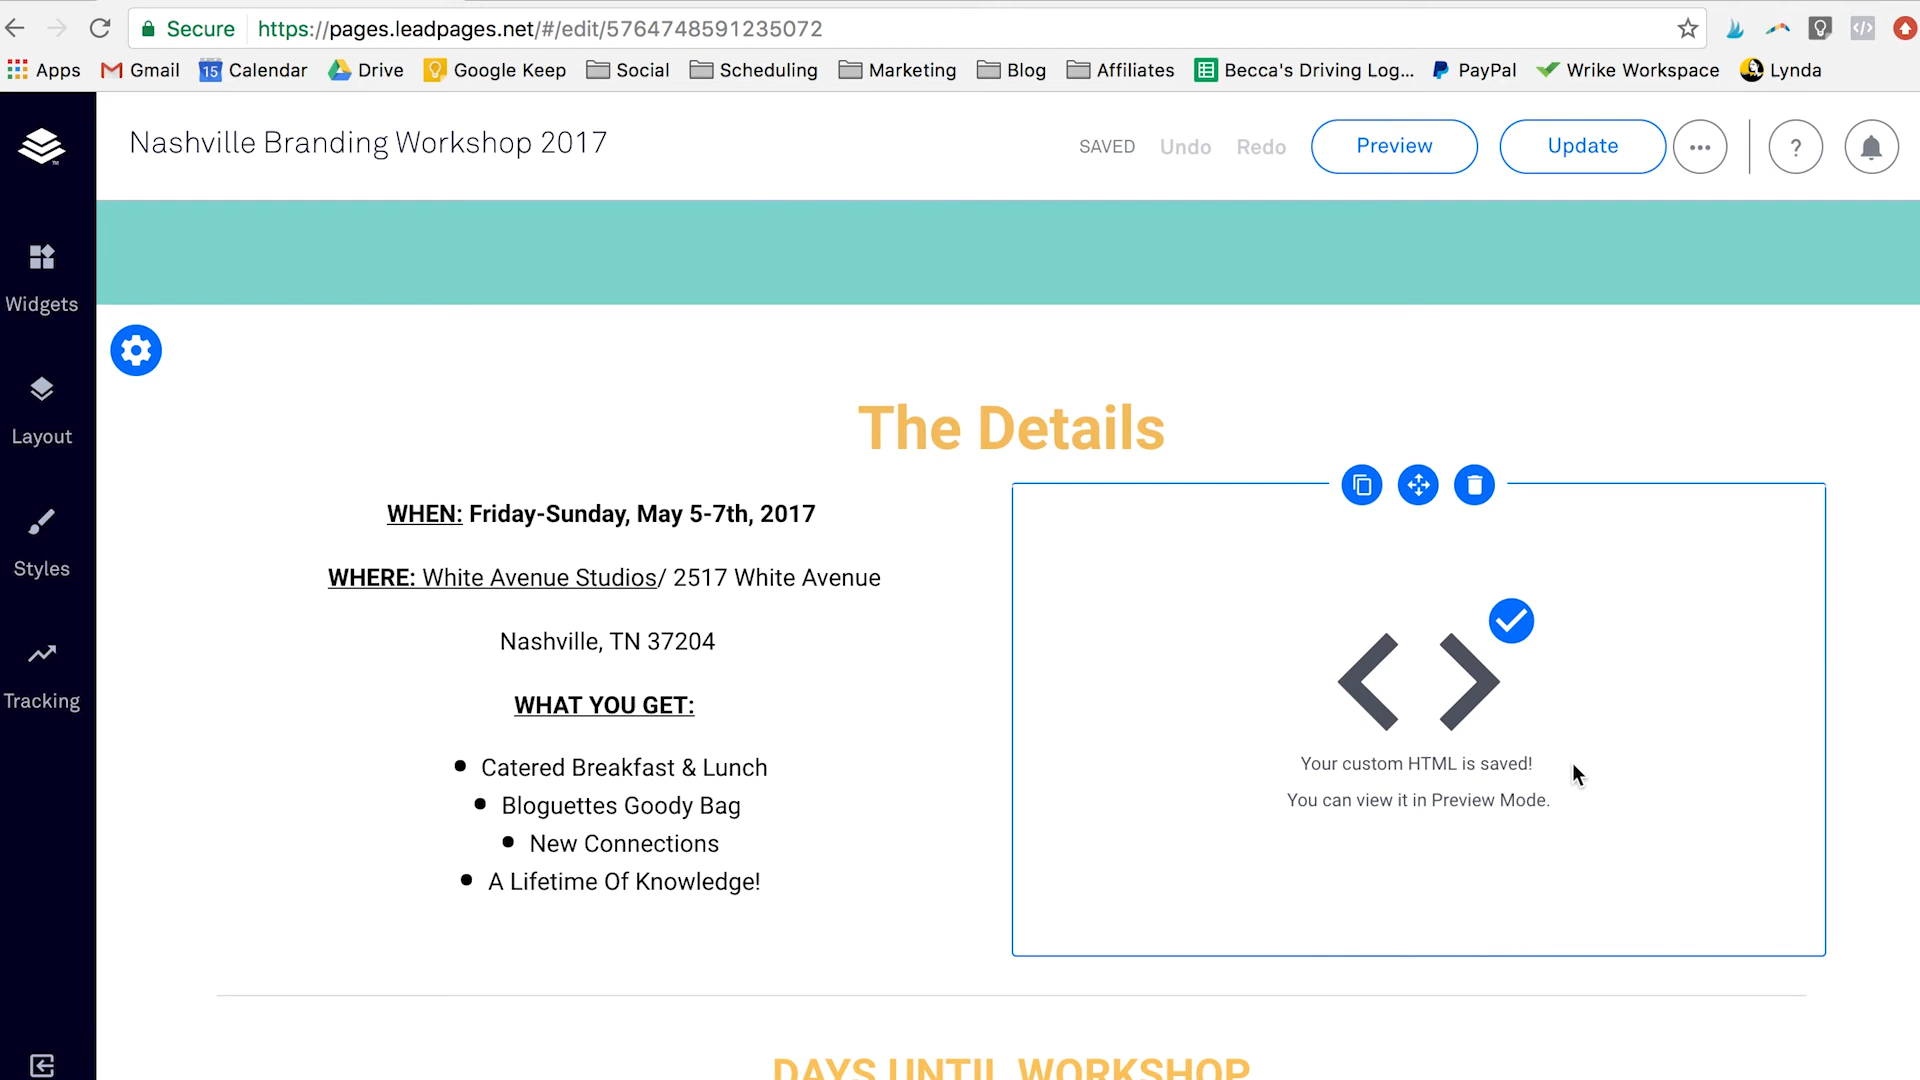 Secure https://pages.leadpages.net/#/edit/5764748591235072
Apps Gmail 15 Calendar Drive Google Keep Social Scheduling Marketing Blog Affiliates Becca's Driving Log... PayPal Wrike Workspace Lynda
Nashville Branding Workshop 2017 SAVED Undo Redo Preview Update ... ?
Widgets
Layout
Styles
Tracking
The Details
WHEN: Friday-Sunday, May 5-7th, 2017
WHERE: White Avenue Studios/ 2517 White Avenue
Nashville, TN 37204
WHAT YOU GET:
• Catered Breakfast & Lunch
• Bloguettes Goody Bag
• New Connections
• A Lifetime Of Knowledge!
Your custom HTML is saved!
You can view it in Preview Mode.
DAYS UNTIL WORKSHOP